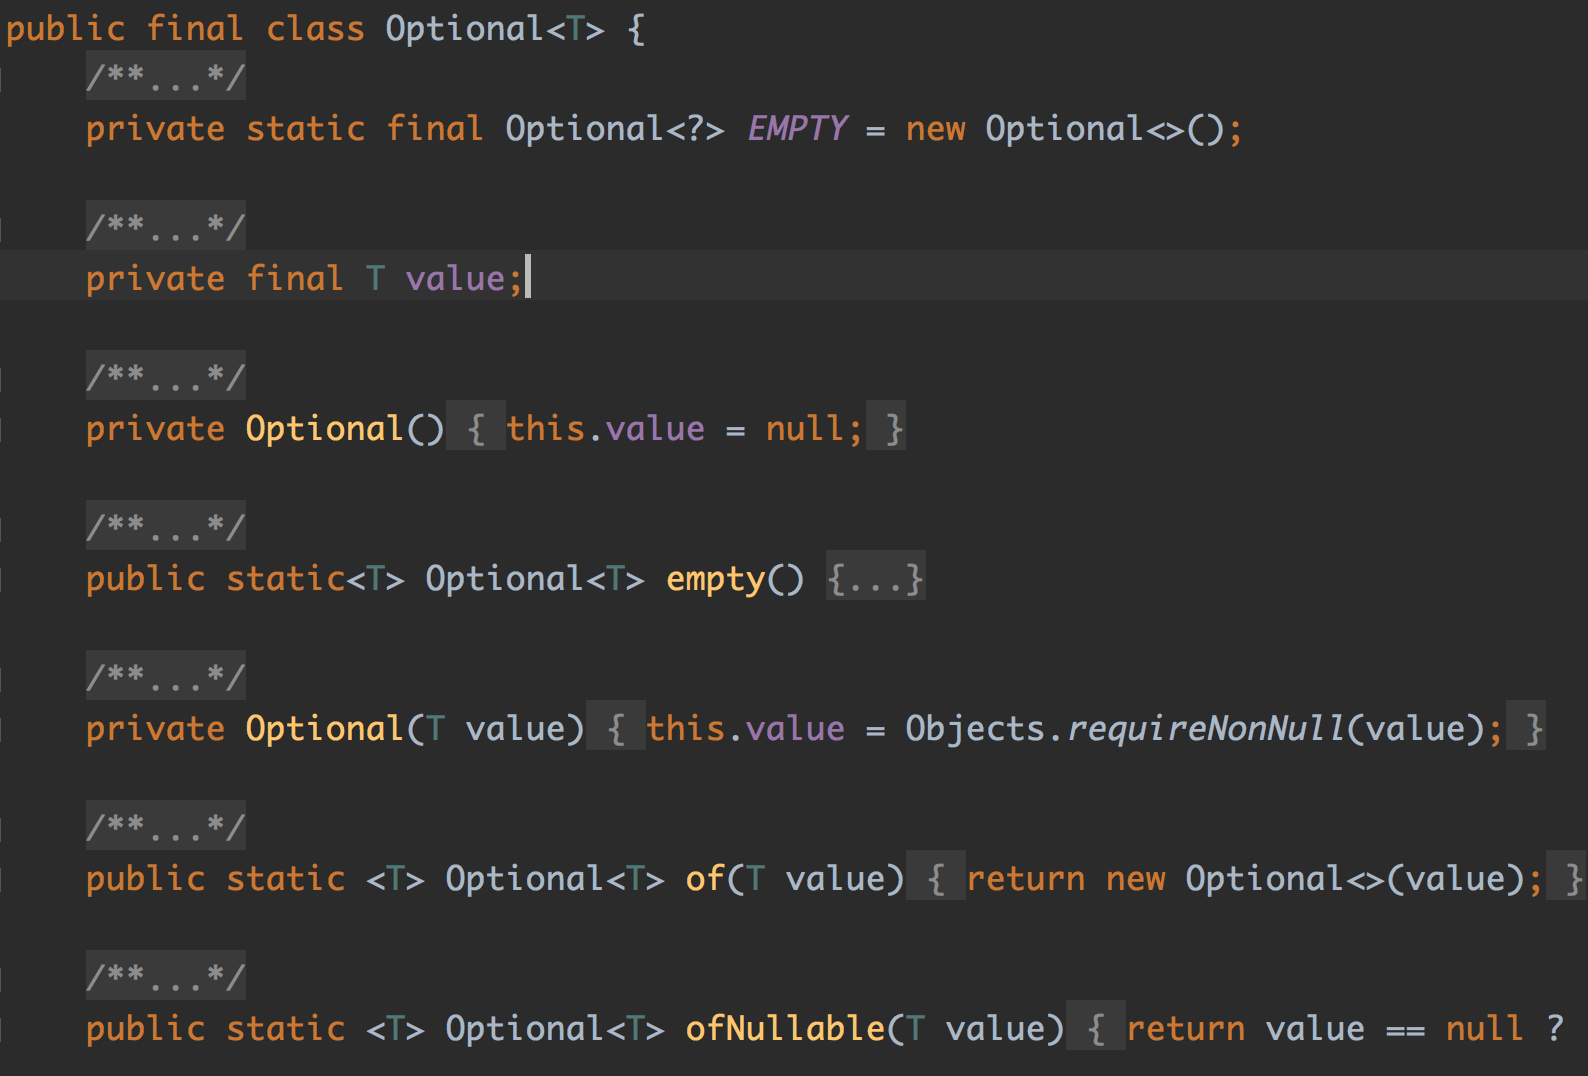 public final class Optional<T> {
/**...*/
private static final Optional<?> EMPTY = new Optional<>();
/**...*/
private final T value;
/**...*/
private Optional() { this.value = null; }
/**...*/
public static<T> Optional<T> empty() {...}
/**...*/
private Optional(T value) { this.value = Objects.requireNonNull(value); }
/**...*/
public static <T> Optional<T> of(T value) { return new Optional<>(value); }
/**...*/
public static <T> Optional<T> ofNullable(T value) { return value == null ?